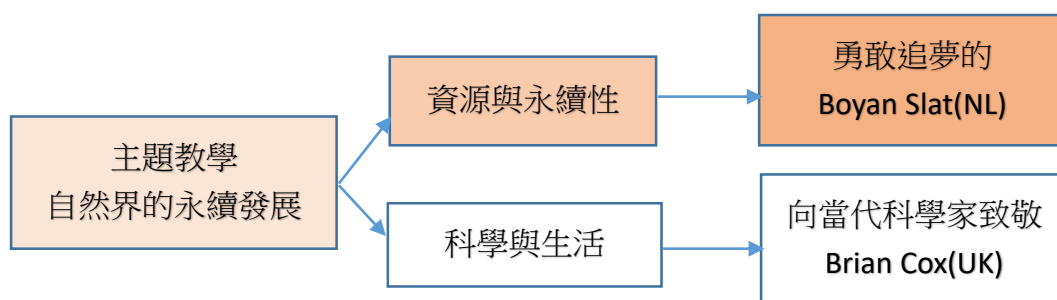 主題教學
自然界的永續發展
資源與永續性
勇敢追夢的
Boyan Slat(NL)
科學與生活
向當代科學家致敬
Brian Cox(UK)